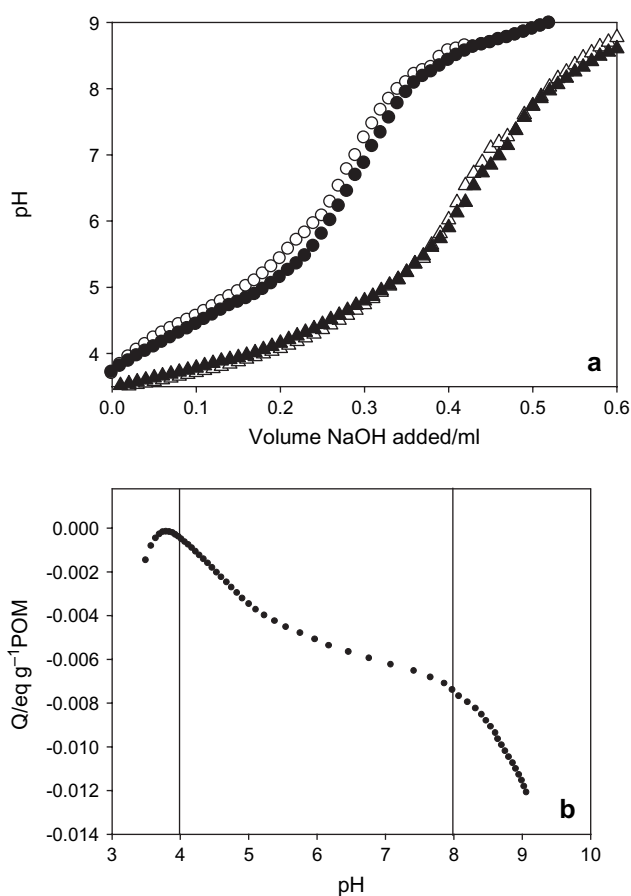 9
8
7
6
5
4
pH
0.0 0.1 0.2 0.3 0.4 0.5 0.6
Volume NaOH added/ml
a
0.000
-0.002
-0.004
-0.006
-0.008
-0.010
-0.012
-0.014
Q/eq g⁻¹POM
3 4 5 6 7 8 9 10
pH
b